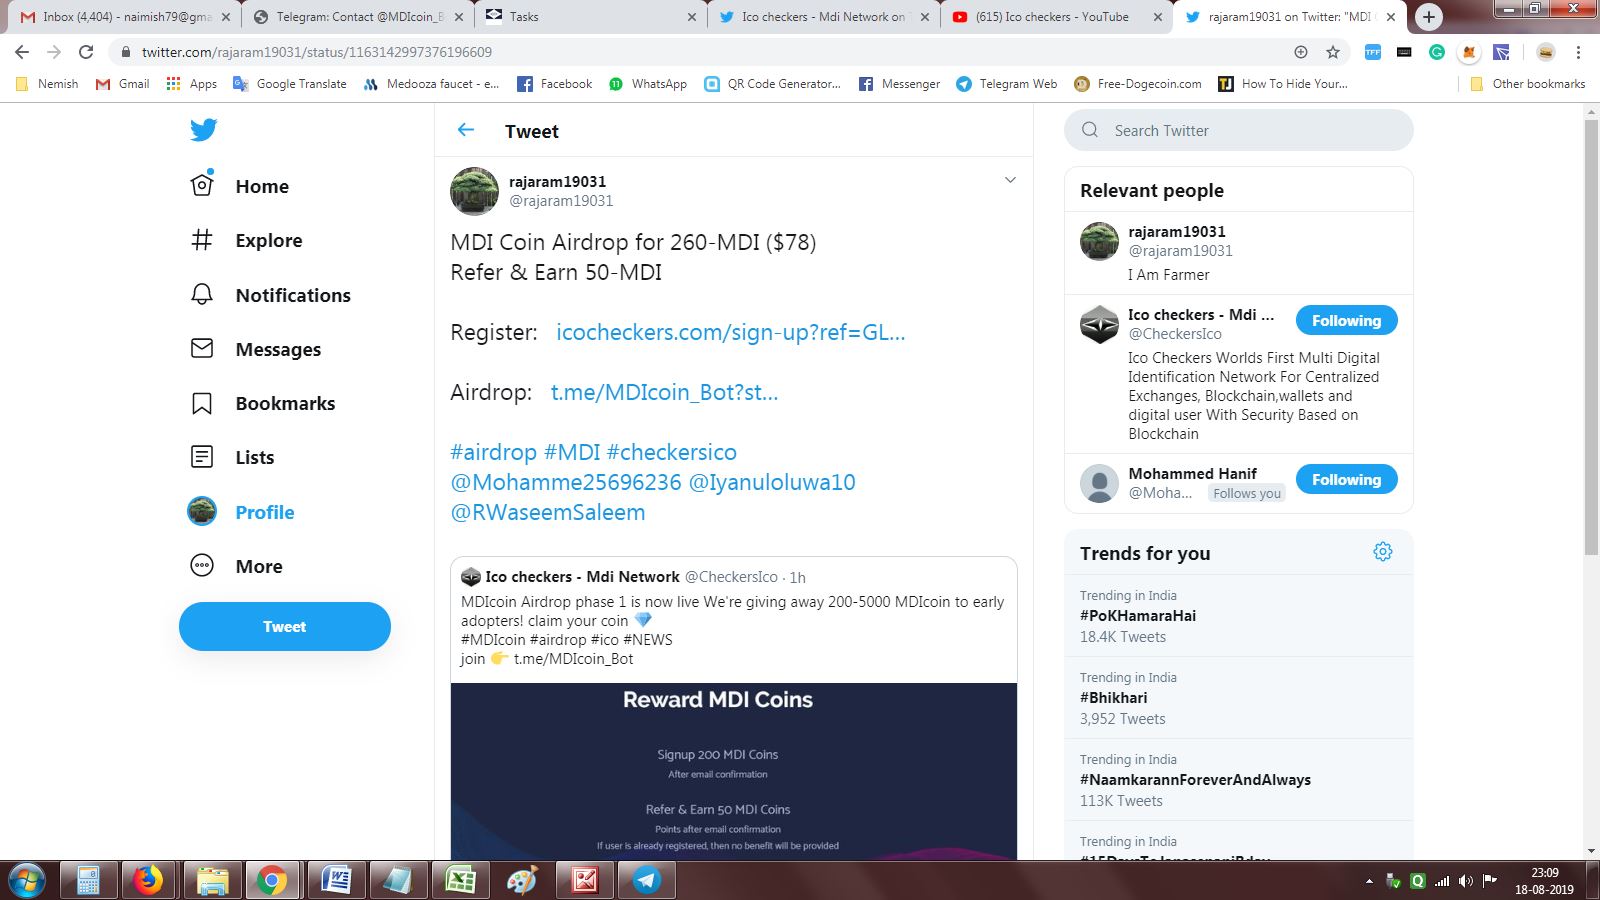 Inbox (4,404) - naimish79@gma
Telegram: Contact @MDIcoin_B
Tasks
Ico checkers - Mdi Network on T
(615) Ico checkers - YouTube
rajaram19031 on Twitter: "MDI C
twitter.com/rajaram19031/status/1163142997376196609
Nemish
Gmail
Apps
Google Translate
Medooza faucet - e...
Facebook
WhatsApp
QR Code Generator...
Messenger
Telegram Web
Free-Dogecoin.com
How To Hide Your...
Other bookmarks
Home
Explore
Notifications
Messages
Bookmarks
Lists
Profile
More
Tweet
Tweet
rajaram19031
@rajaram19031
MDI Coin Airdrop for 260-MDI ($78)
Refer & Earn 50-MDI
Register: icocheckers.com/sign-up?ref=GL...
Airdrop: t.me/MDIcoin_Bot?st...
#airdrop #MDI #checkersico
@Mohamme25696236 @Iyanuloluwa10
@RWaseemSaleem
Ico checkers - Mdi Network @CheckersIco · 1h
MDIcoin Airdrop phase 1 is now live We're giving away 200-5000 MDIcoin to early
adopters! claim your coin 💎
#MDIcoin #airdrop #ico #NEWS
join 👉 t.me/MDIcoin_Bot
Reward MDI Coins
Signup 200 MDI Coins
After email confirmation
Refer & Earn 50 MDI Coins
Points after email confirmation
If user is already registered, then no benefit will be provided
Search Twitter
Relevant people
rajaram19031
@rajaram19031
I Am Farmer
Ico checkers - Mdi ...
@CheckersIco
Following
Ico Checkers Worlds First Multi Digital
Identification Network For Centralized
Exchanges, Blockchain,wallets and
digital user With Security Based on
Blockchain
Mohammed Hanif
@Moha... Follows you
Following
Trends for you
Trending in India
#PoKHamaraHai
18.4K Tweets
Trending in India
#Bhikhari
3,952 Tweets
Trending in India
#NaamkarannForeverAndAlways
113K Tweets
Trending in India
23:09
18-08-2019